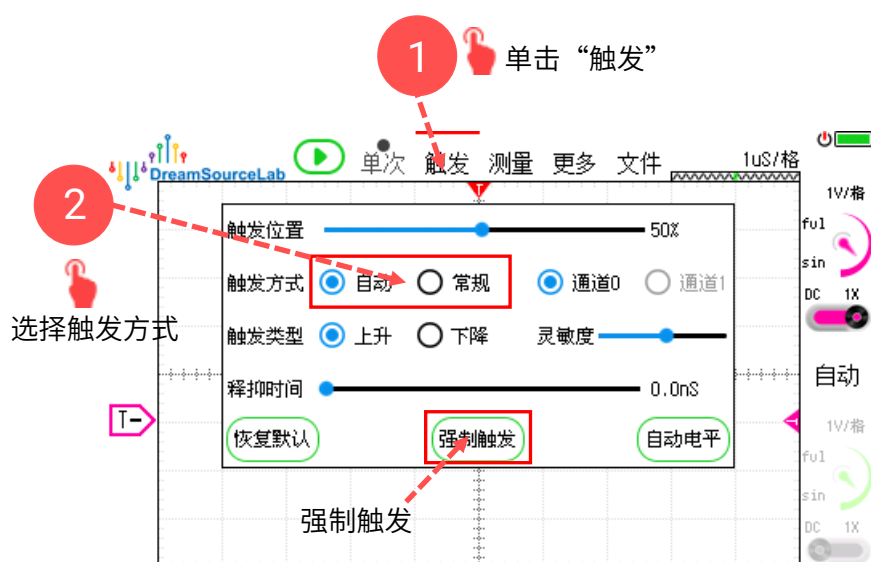 1
单击“触发”
DreamSourceLab
单次 触发 测量 更多 文件
1uS/格
2
选择触发方式
T
触发位置 50%
触发方式 自动 常规 通道0 通道1
触发类型 上升 下降 灵敏度
释抑时间 0.0nS
恢复默认 强制触发 自动电平
强制触发
T
1V/格
ful
sin
DC 1X
自动
1V/格
ful
sin
DC 1X